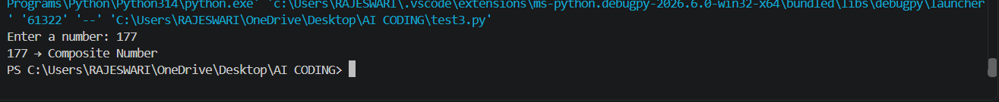 Programs\Python\Python314\python.exe' 'c:\Users\RAJESWARI\.vscode\extensions\ms-python.debugpy-2026.6.0-win32-x64\bundled\libs\debugpy\launcher
' '61322' '--' 'C:\Users\RAJESWARI\OneDrive\Desktop\AI CODING\test3.py'
Enter a number: 177
177 → Composite Number
PS C:\Users\RAJESWARI\OneDrive\Desktop\AI CODING>